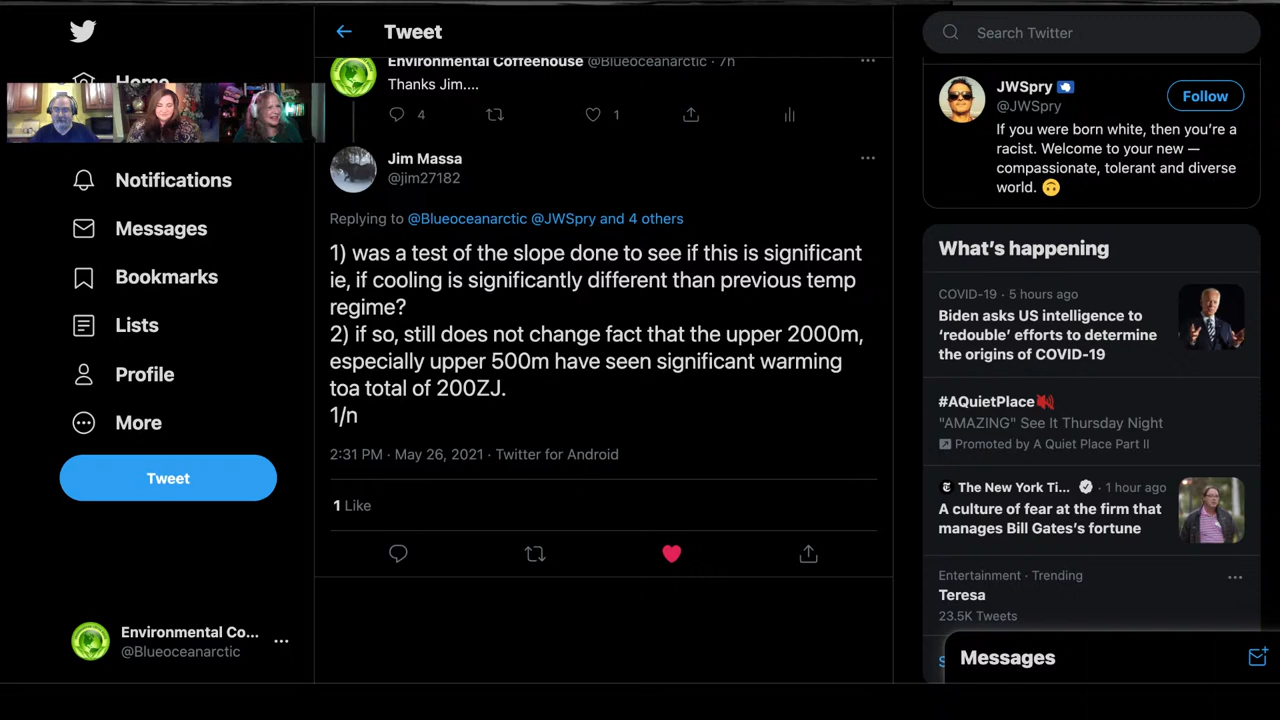 Home
Notifications
Messages
Bookmarks
Lists
Profile
More
Tweet
Environmental Co...
@Blueoceanarctic
Tweet
Environmental Coffeehouse @Blueoceanarctic · 7h
Thanks Jim....
4
1
Jim Massa
@jim27182
Replying to @Blueoceanarctic @JWSpry and 4 others
1) was a test of the slope done to see if this is significant
ie, if cooling is significantly different than previous temp
regime?
2) if so, still does not change fact that the upper 2000m,
especially upper 500m have seen significant warming
toa total of 200ZJ.
1/n
2:31 PM · May 26, 2021 · Twitter for Android
1 Like
Search Twitter
JWSpry
@JWSpry
Follow
If you were born white, then you're a
racist. Welcome to your new —
compassionate, tolerant and diverse
world. 🙃
What's happening
COVID-19 · 5 hours ago
Biden asks US intelligence to
'redouble' efforts to determine
the origins of COVID-19
#AQuietPlace
"AMAZING" See It Thursday Night
Promoted by A Quiet Place Part II
The New York Ti... · 1 hour ago
A culture of fear at the firm that
manages Bill Gates's fortune
Entertainment · Trending
Teresa
23.5K Tweets
Messages